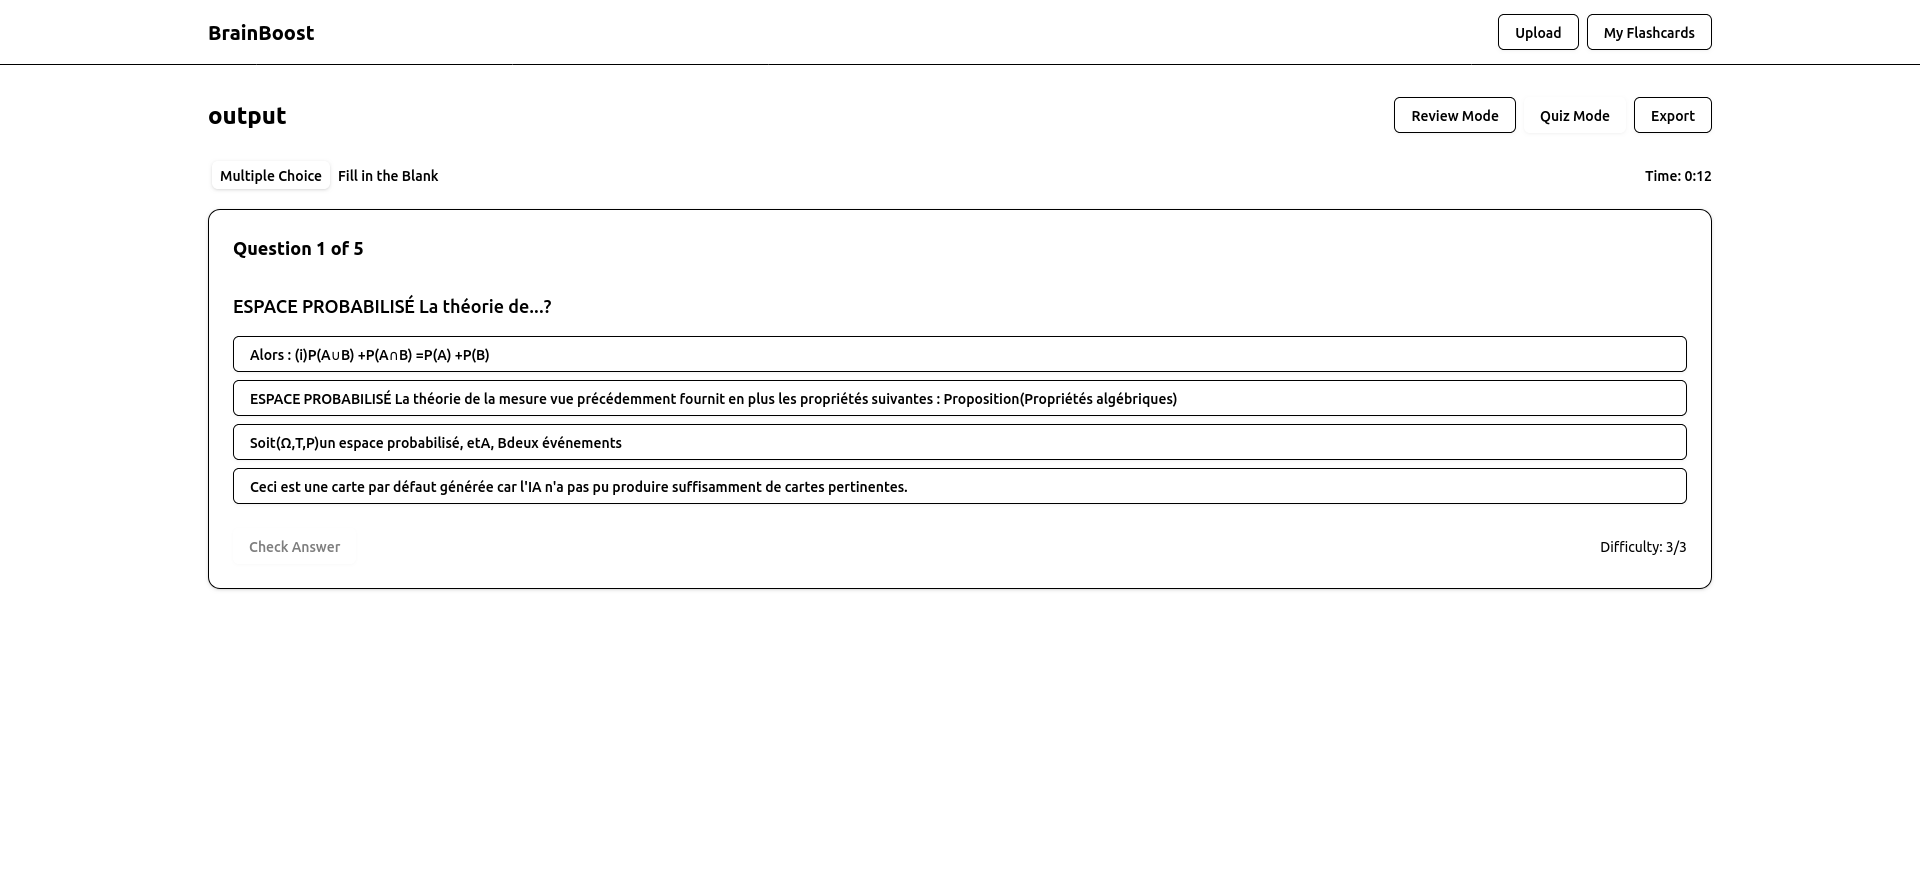 BrainBoost
Upload
My Flashcards
output
Review Mode
Quiz Mode
Export
Multiple Choice
Fill in the Blank
Time: 0:12
Question 1 of 5
ESPACE PROBABILISÉ La théorie de...?
Alors : (i)P(A∪B) +P(A∩B) =P(A) +P(B)
ESPACE PROBABILISÉ La théorie de la mesure vue précédemment fournit en plus les propriétés suivantes : Proposition(Propriétés algébriques)
Soit(Ω,T,P)un espace probabilisé, etA, Bdeux événements
Ceci est une carte par défaut générée car l'IA n'a pas pu produire suffisamment de cartes pertinentes.
Check Answer
Difficulty: 3/3